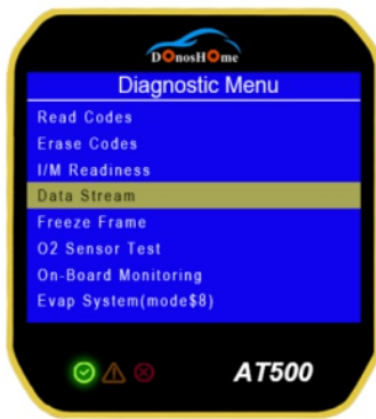 DOnosHOme
Diagnostic Menu
Read Codes
Erase Codes
I/M Readiness
Data Stream
Freeze Frame
O2 Sensor Test
On-Board Monitoring
Evap System(mode$8)
AT500